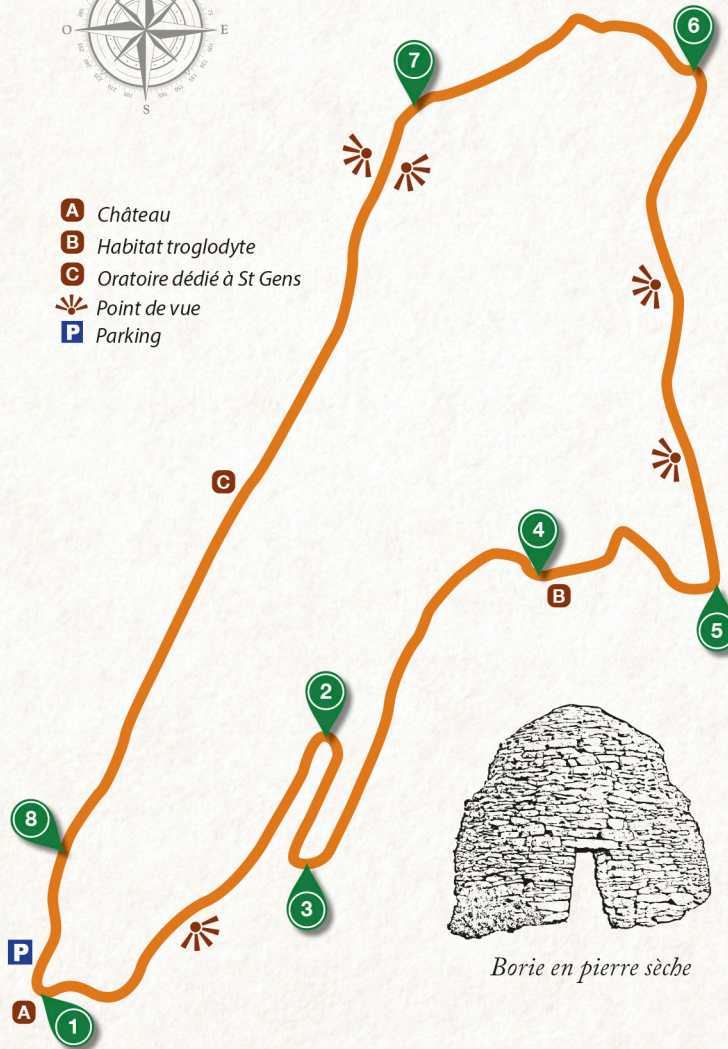 6
O
E
S
7
A Château
B Habitat troglodyte
C Oratoire dédié à St Gens
Point de vue
P Parking
C
4
B
5
2
8
3
P
Borie en pierre sèche
A
1